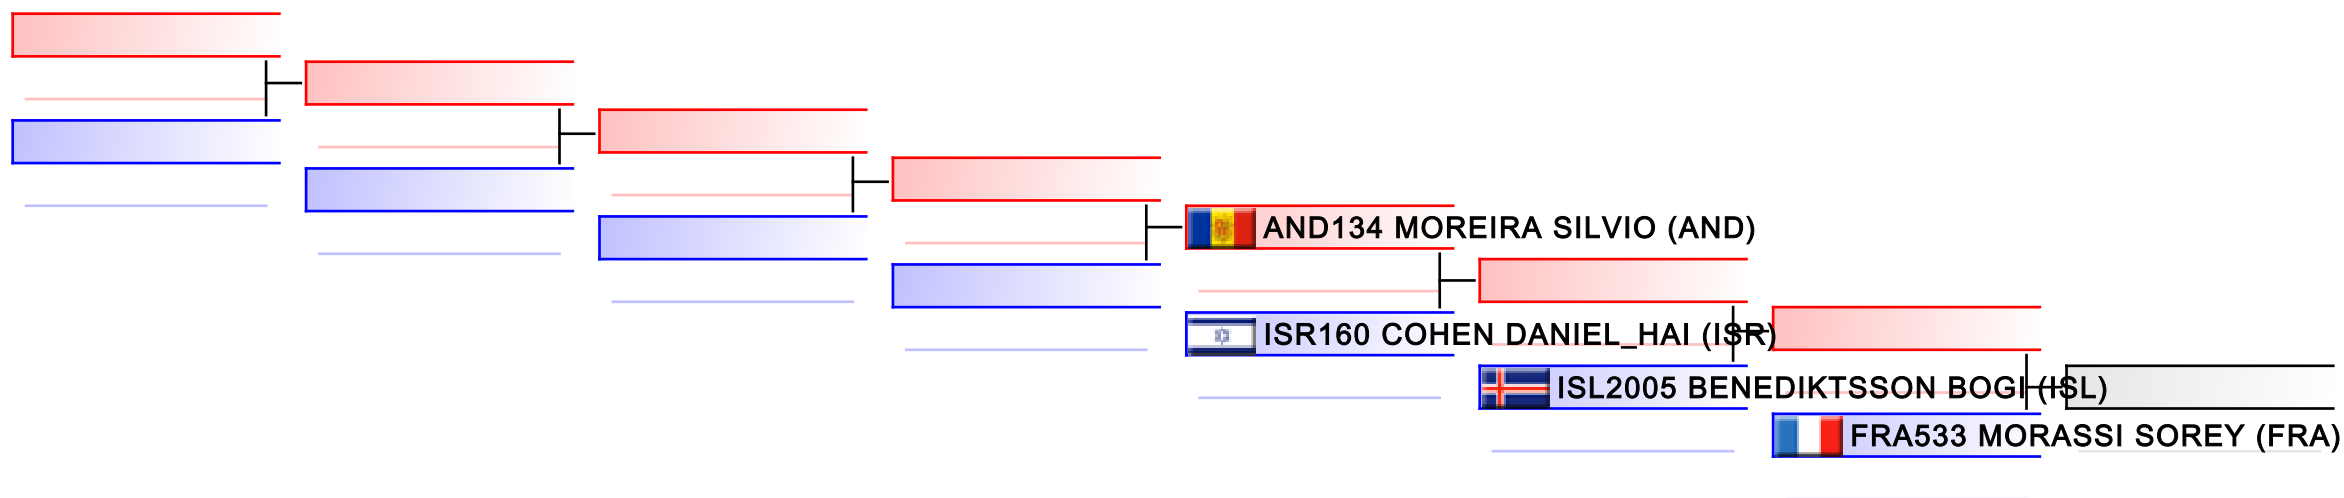 AND134 MOREIRA SILVIO (AND)
ISR160 COHEN DANIEL_HAI (ISR)
ISL2005 BENEDIKTSSON BOGI (ISL)
FRA533 MORASSI SOREY (FRA)